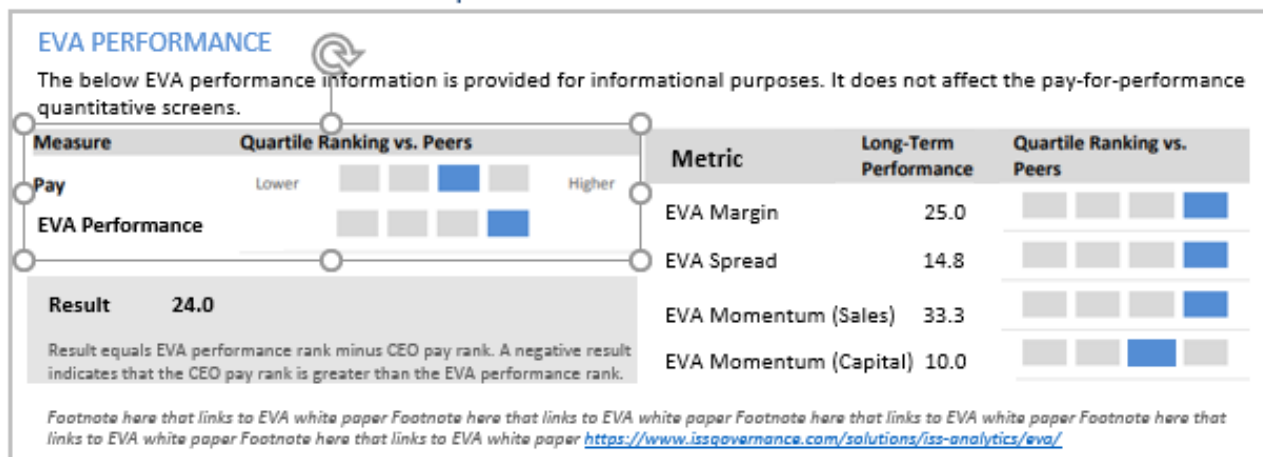 EVA PERFORMANCE
The below EVA performance information is provided for informational purposes. It does not affect the pay-for-performance
quantitative screens.
Measure Quartile Ranking vs. Peers
Pay Lower Higher
EVA Performance
Result 24.0
Result equals EVA performance rank minus CEO pay rank. A negative result
indicates that the CEO pay rank is greater than the EVA performance rank.
Metric Long-Term Performance Quartile Ranking vs. Peers
EVA Margin 25.0
EVA Spread 14.8
EVA Momentum (Sales) 33.3
EVA Momentum (Capital) 10.0
Footnote here that links to EVA white paper Footnote here that links to EVA white paper Footnote here that links to EVA white paper Footnote here that
links to EVA white paper Footnote here that links to EVA white paper https://www.issgovernance.com/solutions/iss-analytics/eva/